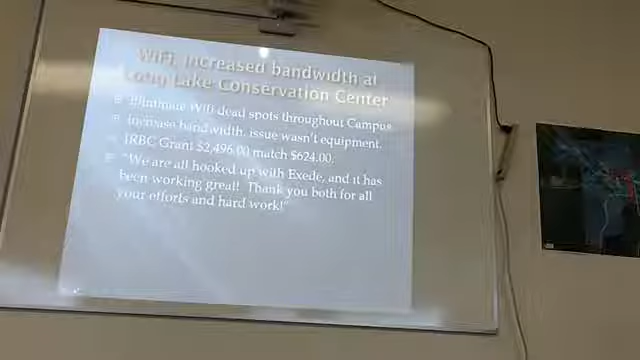 WiFi, increased bandwidth at
Long Lake Conservation Center
Eliminate Wifi dead spots throughout Campus
Increase bandwidth, issue wasn't equipment.
IRBC Grant $2,496.00 match $624.00.
"We are all hooked up with Exede, and it has
been working great! Thank you both for all
your efforts and hard work!"